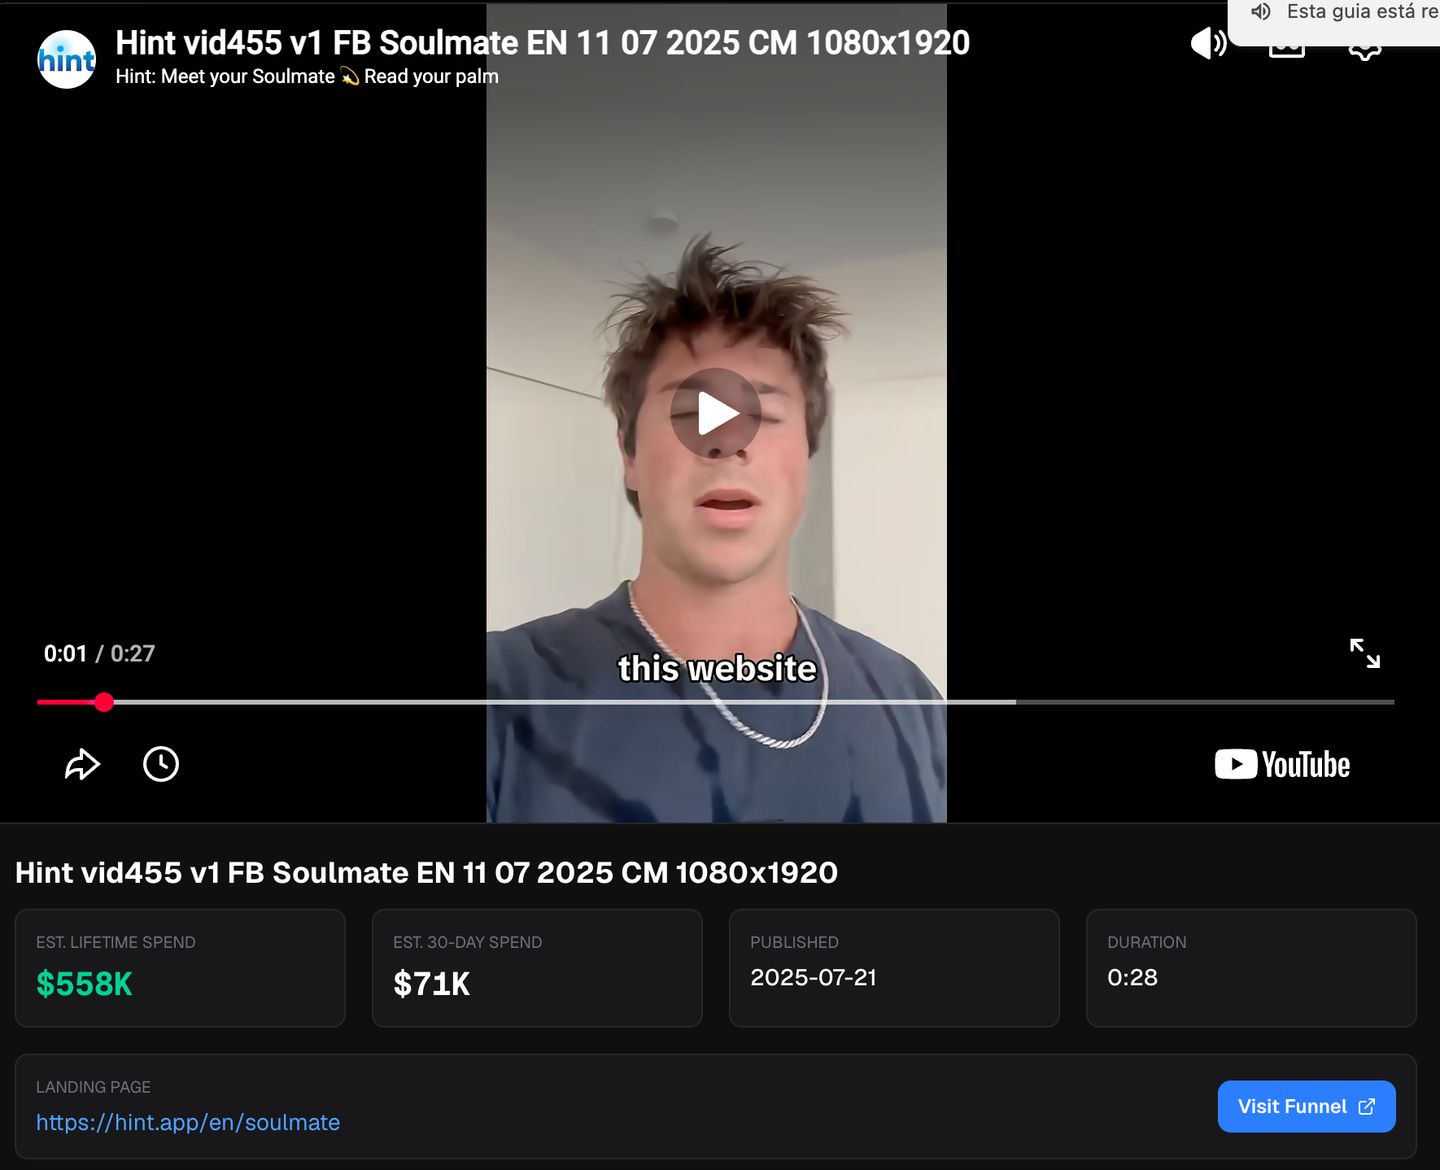 Esta guia está re
hint
Hint vid455 v1 FB Soulmate EN 11 07 2025 CM 1080x1920
Hint: Meet your Soulmate 💫 Read your palm
0:01 / 0:27
this website
YouTube
Hint vid455 v1 FB Soulmate EN 11 07 2025 CM 1080x1920
EST. LIFETIME SPEND
$558K
EST. 30-DAY SPEND
$71K
PUBLISHED
2025-07-21
DURATION
0:28
LANDING PAGE
https://hint.app/en/soulmate
Visit Funnel